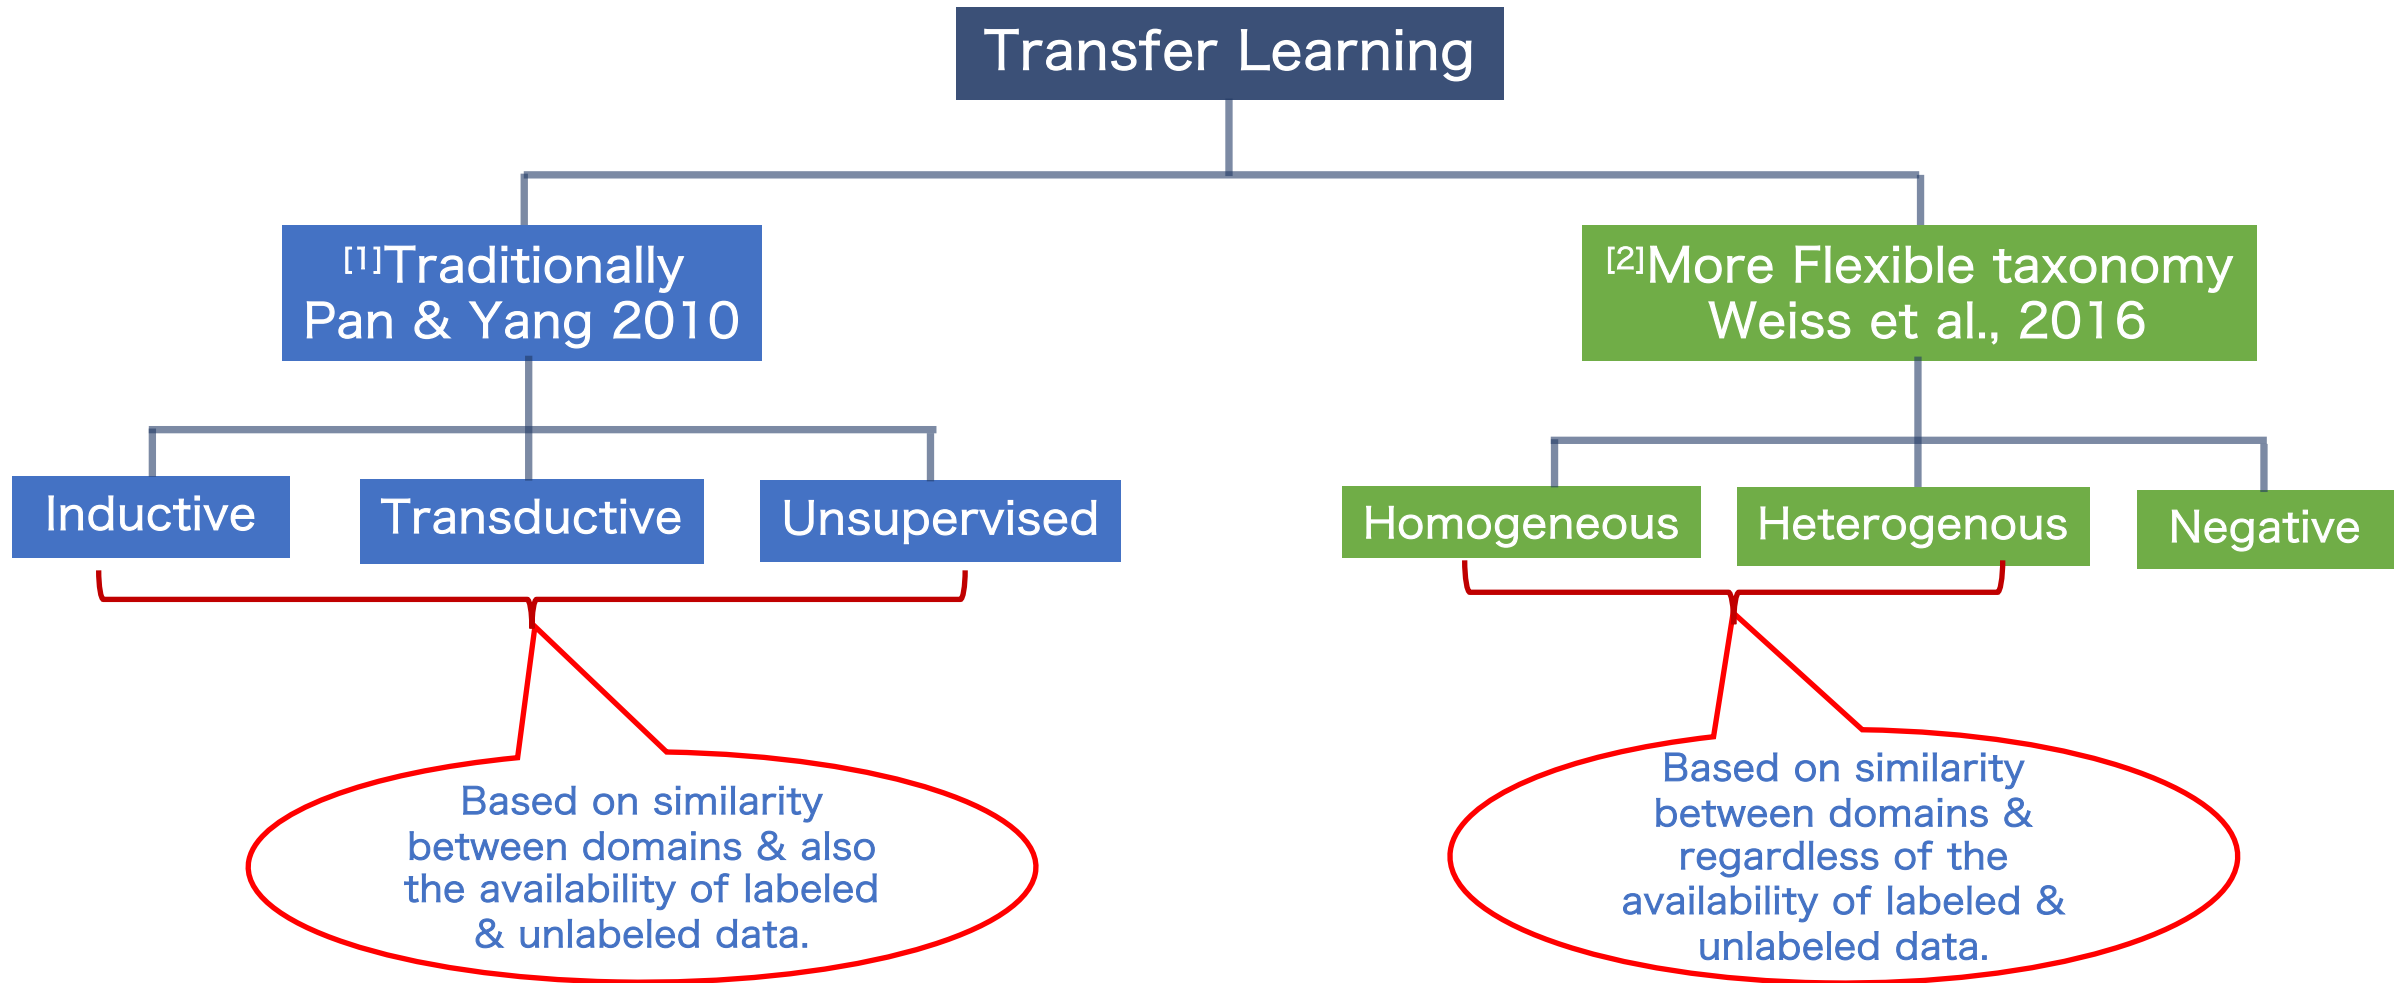 Transfer Learning
[1]Traditionally
Pan & Yang 2010
[2]More Flexible taxonomy
Weiss et al., 2016
Inductive
Transductive
Unsupervised
Homogeneous
Heterogenous
Negative
Based on similarity
between domains & also
the availability of labeled
& unlabeled data.
Based on similarity
between domains &
regardless of the
availability of labeled &
unlabeled data.